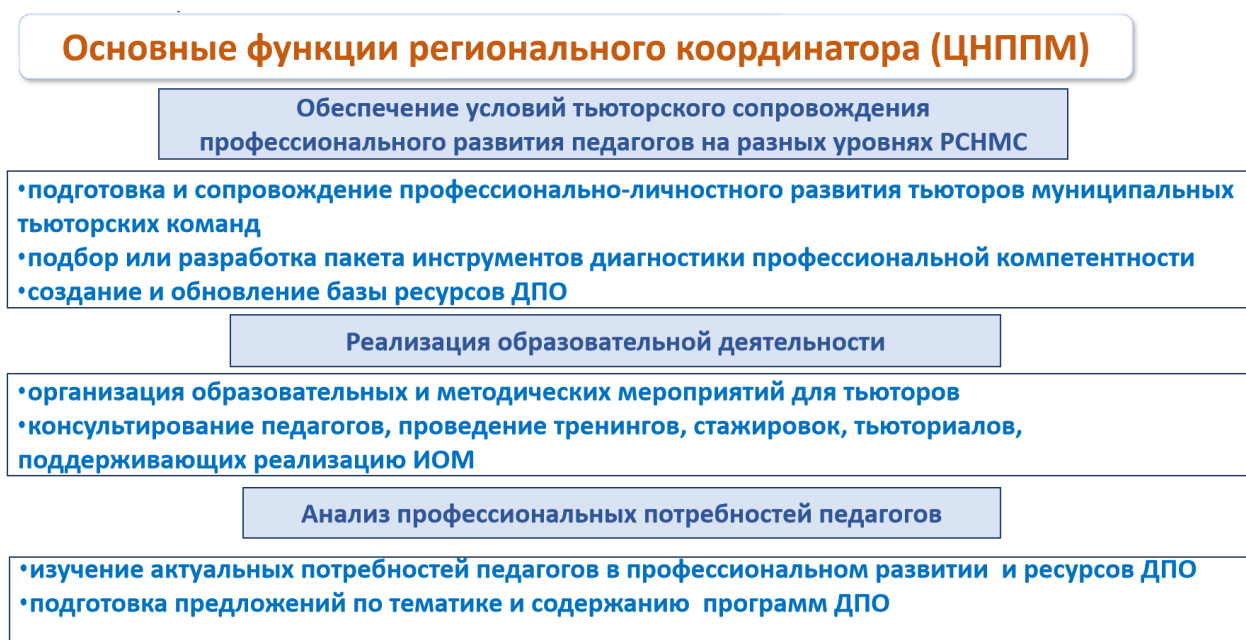 Основные функции регионального координатора (ЦНППМ)
Обеспечение условий тьюторского сопровождения
профессионального развития педагогов на разных уровнях РСНМС
•подготовка и сопровождение профессионально-личностного развития тьюторов муниципальных
тьюторских команд
•подбор или разработка пакета инструментов диагностики профессиональной компетентности
•создание и обновление базы ресурсов ДПО
Реализация образовательной деятельности
•организация образовательных и методических мероприятий для тьюторов
•консультирование педагогов, проведение тренингов, стажировок, тьюториалов,
поддерживающих реализацию ИОМ
Анализ профессиональных потребностей педагогов
•изучение актуальных потребностей педагогов в профессиональном развитии и ресурсов ДПО
•подготовка предложений по тематике и содержанию программ ДПО